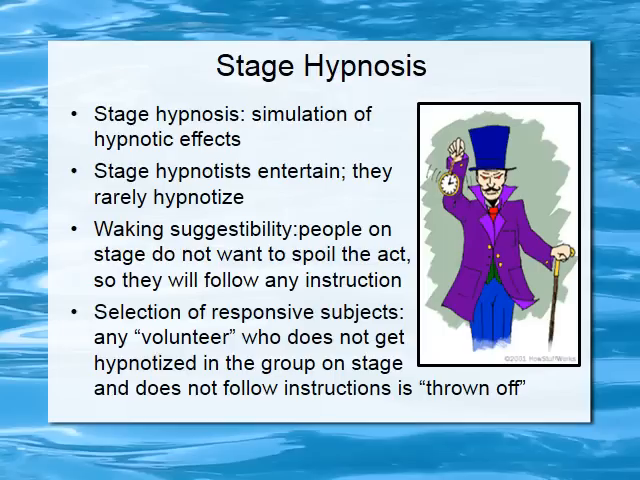 Stage Hypnosis
• Stage hypnosis: simulation of
hypnotic effects
• Stage hypnotists entertain; they
rarely hypnotize
• Waking suggestibility:people on
stage do not want to spoil the act,
so they will follow any instruction
• Selection of responsive subjects:
any “volunteer” who does not get
hypnotized in the group on stage
and does not follow instructions is “thrown off”
©2001 HowStuffWorks